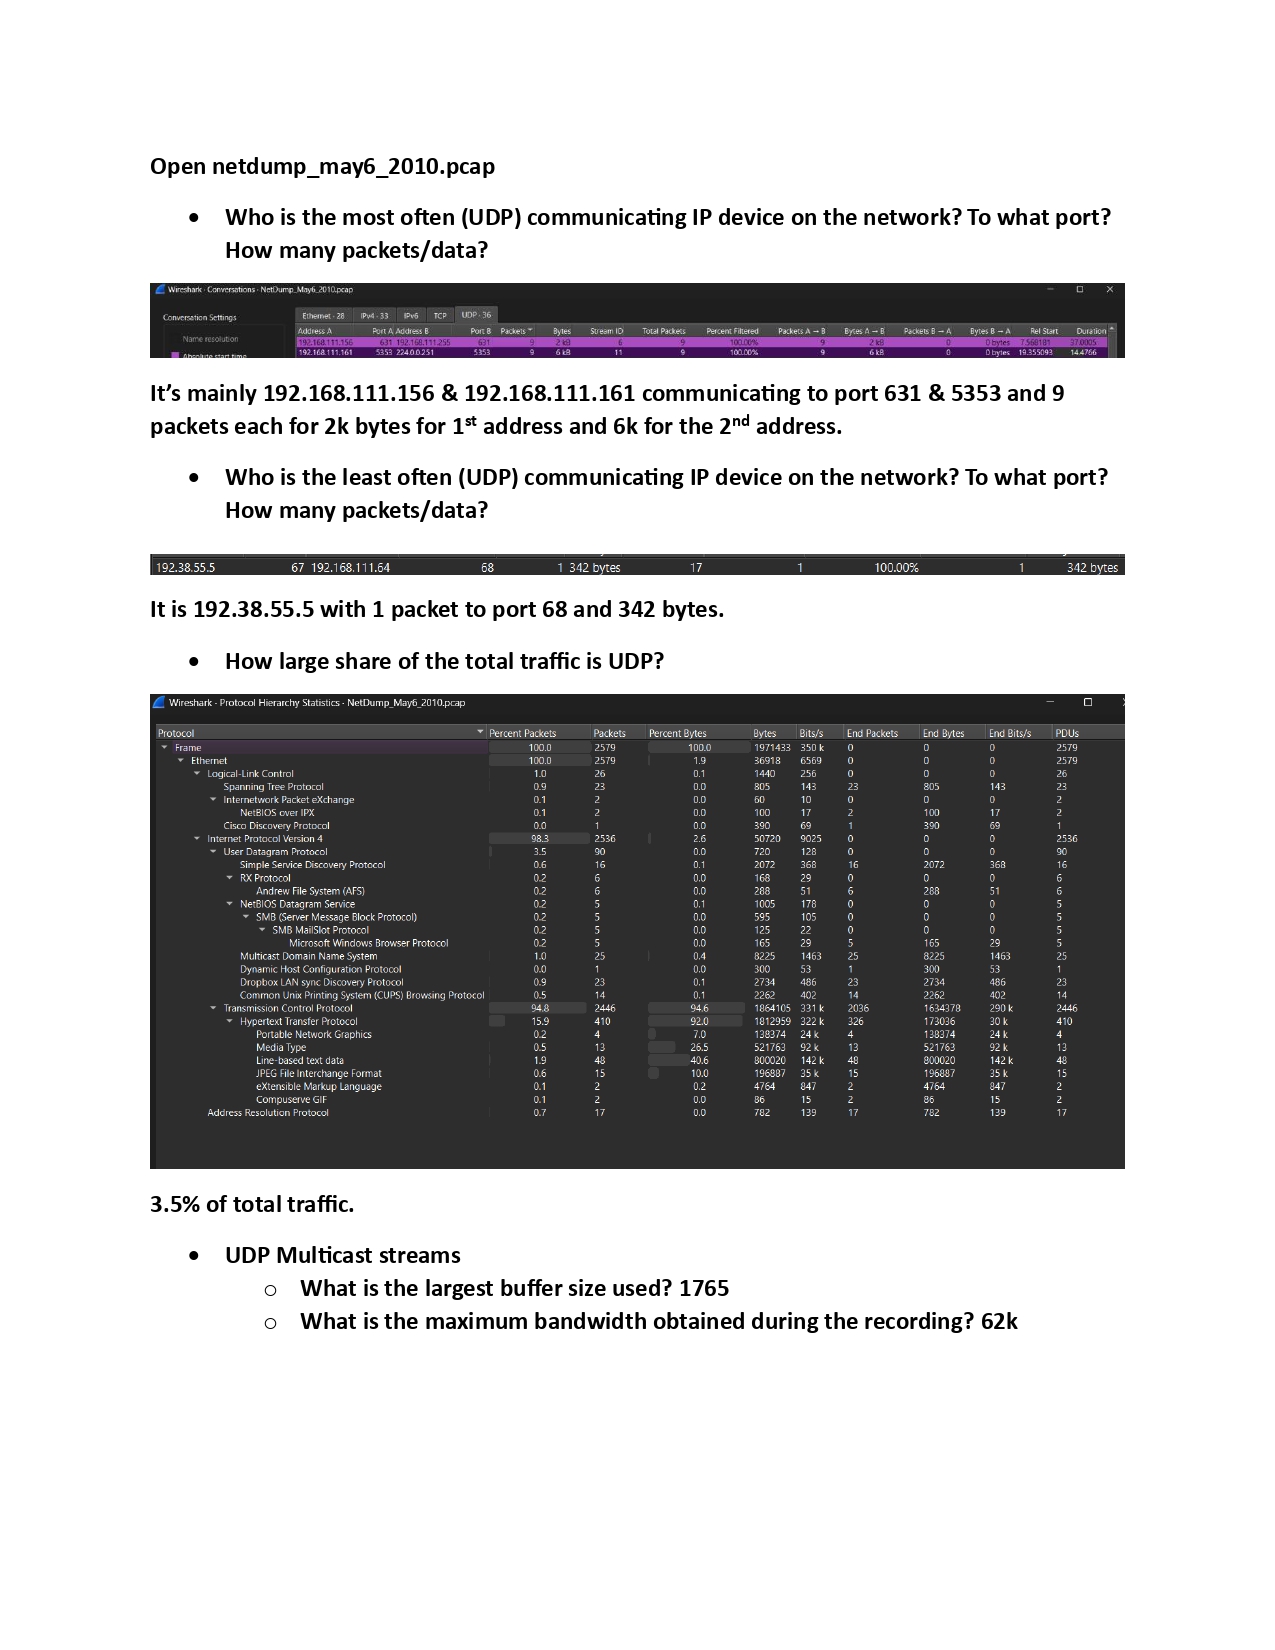 Open netdump_may6_2010.pcap
• Who is the most often (UDP) communicating IP device on the network? To what port?
How many packets/data?
Wireshark · Conversations · NetDump_May6_2010.pcap
Conversation Settings
Name resolution
Absolute start time
Ethernet · 28 IPv4 · 33 IPv6 TCP UDP · 36
Address A Port A Address B Port B Packets Bytes Stream ID Total Packets Percent Filtered Packets A → B Bytes A → B Packets B → A Bytes B → A Rel Start Duration
192.168.111.156 631 192.168.111.255 631 9 2 kB 6 9 100.00% 9 2 kB 0 0 bytes 7.568181 37.0005
192.168.111.161 5353 224.0.0.251 5353 9 6 kB 11 9 100.00% 9 6 kB 0 0 bytes 19.355093 14.4766
It’s mainly 192.168.111.156 & 192.168.111.161 communicating to port 631 & 5353 and 9
packets each for 2k bytes for 1st address and 6k for the 2nd address.
• Who is the least often (UDP) communicating IP device on the network? To what port?
How many packets/data?
192.38.55.5 67 192.168.111.64 68 1 342 bytes 17 1 100.00% 1 342 bytes
It is 192.38.55.5 with 1 packet to port 68 and 342 bytes.
• How large share of the total traffic is UDP?
Wireshark · Protocol Hierarchy Statistics · NetDump_May6_2010.pcap
Protocol Percent Packets Packets Percent Bytes Bytes Bits/s End Packets End Bytes End Bits/s PDUs
Frame 100.0 2579 100.0 1971433 350 k 0 0 0 2579
Ethernet 100.0 2579 1.9 36918 6569 0 0 0 2579
Logical-Link Control 1.0 26 0.1 1440 256 0 0 0 26
Spanning Tree Protocol 0.9 23 0.0 805 143 23 805 143 23
Internetwork Packet eXchange 0.1 2 0.0 60 10 0 0 0 2
NetBIOS over IPX 0.1 2 0.0 100 17 2 100 17 2
Cisco Discovery Protocol 0.0 1 0.0 390 69 1 390 69 1
Internet Protocol Version 4 98.3 2536 2.6 50720 9025 0 0 0 2536
User Datagram Protocol 3.5 90 0.0 720 128 0 0 0 90
Simple Service Discovery Protocol 0.6 16 0.1 2072 368 16 2072 368 16
RX Protocol 0.2 6 0.0 168 29 0 0 0 6
Andrew File System (AFS) 0.2 6 0.0 288 51 6 288 51 6
NetBIOS Datagram Service 0.2 5 0.1 1005 178 0 0 0 5
SMB (Server Message Block Protocol) 0.2 5 0.0 595 105 0 0 0 5
SMB MailSlot Protocol 0.2 5 0.0 125 22 0 0 0 5
Microsoft Windows Browser Protocol 0.2 5 0.0 165 29 5 165 29 5
Multicast Domain Name System 1.0 25 0.4 8225 1463 25 8225 1463 25
Dynamic Host Configuration Protocol 0.0 1 0.0 300 53 1 300 53 1
Dropbox LAN sync Discovery Protocol 0.9 23 0.1 2734 486 23 2734 486 23
Common Unix Printing System (CUPS) Browsing Protocol 0.5 14 0.1 2262 402 14 2262 402 14
Transmission Control Protocol 94.8 2446 94.6 1864105 331 k 2036 1634378 290 k 2446
Hypertext Transfer Protocol 15.9 410 92.0 1812959 322 k 326 173036 30 k 410
Portable Network Graphics 0.2 4 7.0 138374 24 k 4 138374 24 k 4
Media Type 0.5 13 26.5 521763 92 k 13 521763 92 k 13
Line-based text data 1.9 48 40.6 800020 142 k 48 800020 142 k 48
JPEG File Interchange Format 0.6 15 10.0 196887 35 k 15 196887 35 k 15
eXtensible Markup Language 0.1 2 0.2 4764 847 2 4764 847 2
Compuserve GIF 0.1 2 0.0 86 15 2 86 15 2
Address Resolution Protocol 0.7 17 0.0 782 139 17 782 139 17
3.5% of total traffic.
• UDP Multicast streams
○ What is the largest buffer size used? 1765
○ What is the maximum bandwidth obtained during the recording? 62k